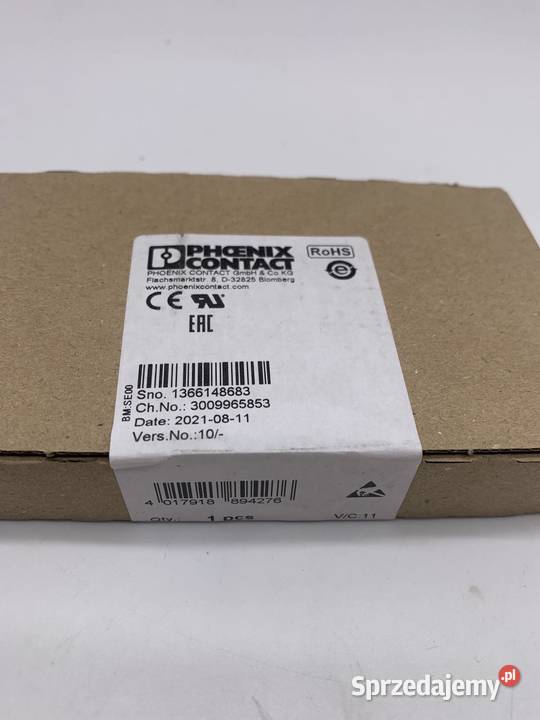 PHŒNIX
CONTACT
RoHS
e
PHOENIX CONTACT GmbH & Co KG
Flachsmarktstr. 8, D-32825 Blomberg
www.phoenixcontact.com
CE
EAC
BM:SE00
Sno. 1366148683
Ch.No.: 3009965853
Date: 2021-08-11
Vers.No.:10/-
4 017918 894276
Qty.: 1 pcs
V/C:11
Sprzedajemy.pl